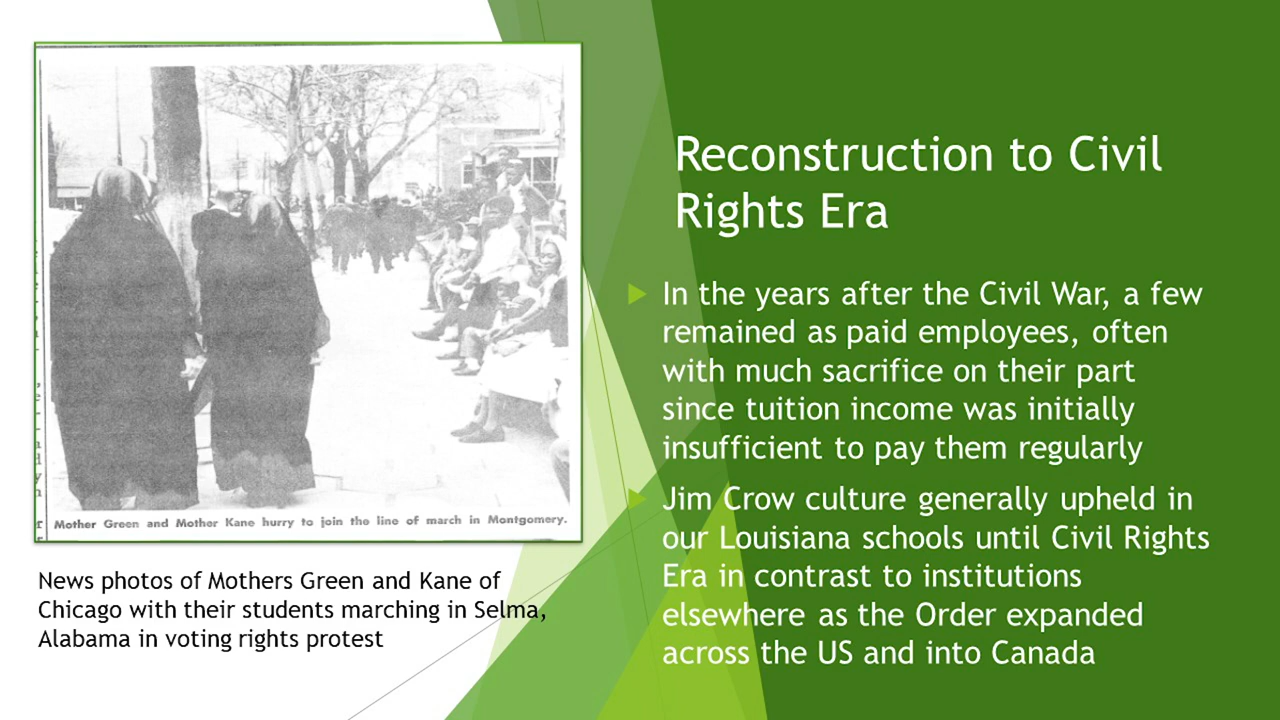 Mother Green and Mother Kane hurry to join the line of march in Montgomery.
News photos of Mothers Green and Kane of
Chicago with their students marching in Selma,
Alabama in voting rights protest
Reconstruction to Civil
Rights Era
In the years after the Civil War, a few
remained as paid employees, often
with much sacrifice on their part
since tuition income was initially
insufficient to pay them regularly
Jim Crow culture generally upheld in
our Louisiana schools until Civil Rights
Era in contrast to institutions
elsewhere as the Order expanded
across the US and into Canada